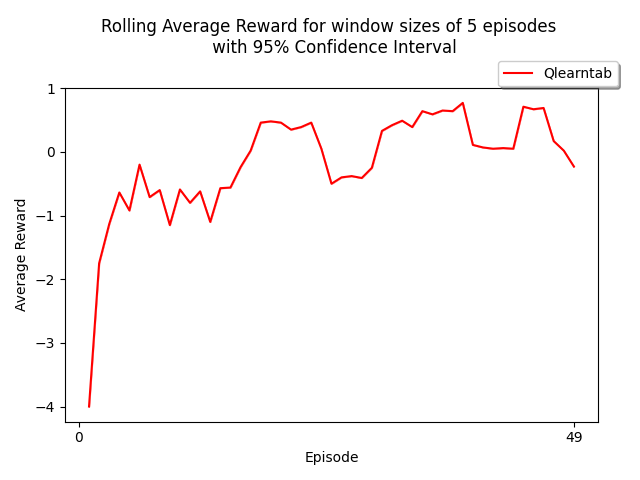 Rolling Average Reward for window sizes of 5 episodes
with 95% Confidence Interval
Qlearntab
1
0
−1
−2
−3
−4
Average Reward
0
49
Episode